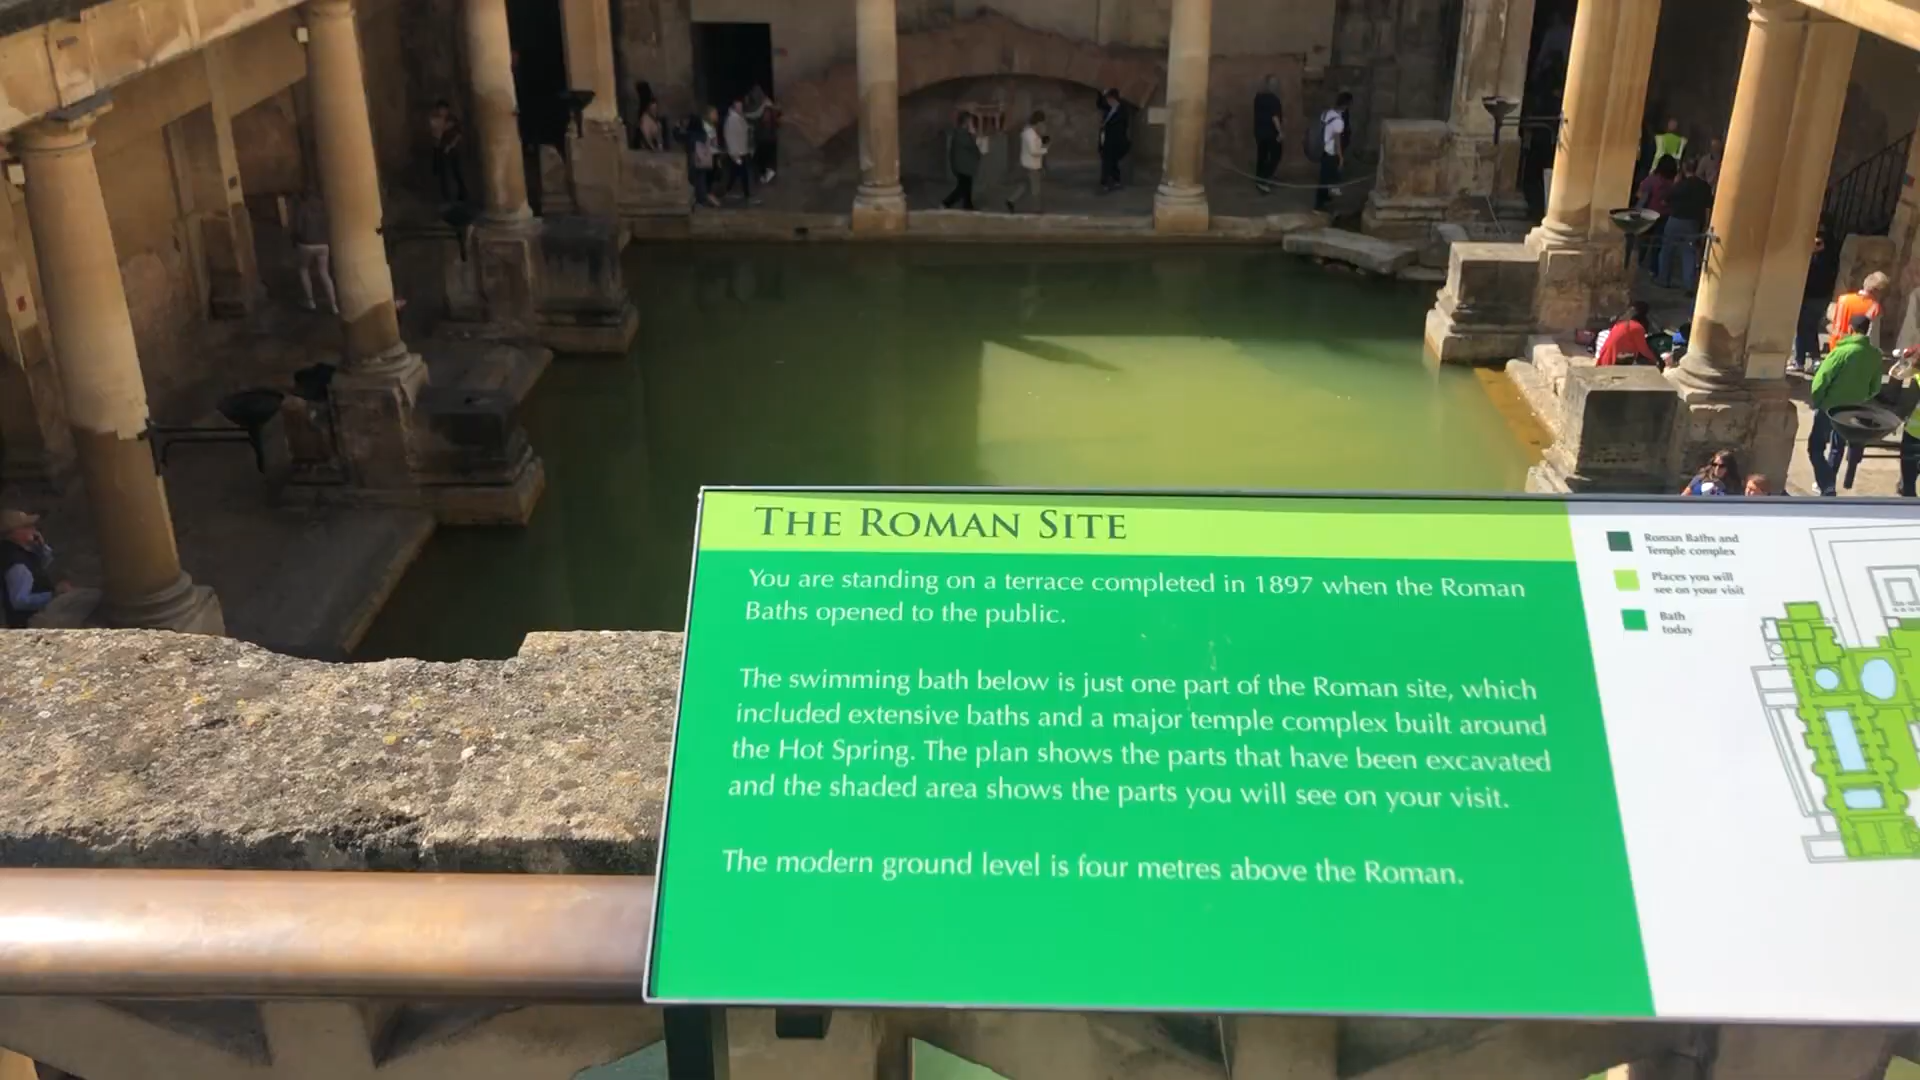 THE ROMAN SITE
You are standing on a terrace completed in 1897 when the Roman
Baths opened to the public.
The swimming bath below is just one part of the Roman site, which
included extensive baths and a major temple complex built around
the Hot Spring. The plan shows the parts that have been excavated
and the shaded area shows the parts you will see on your visit.
The modern ground level is four metres above the Roman.
Roman Baths and
Temple complex
Places you will
see on your visit
Bath
today